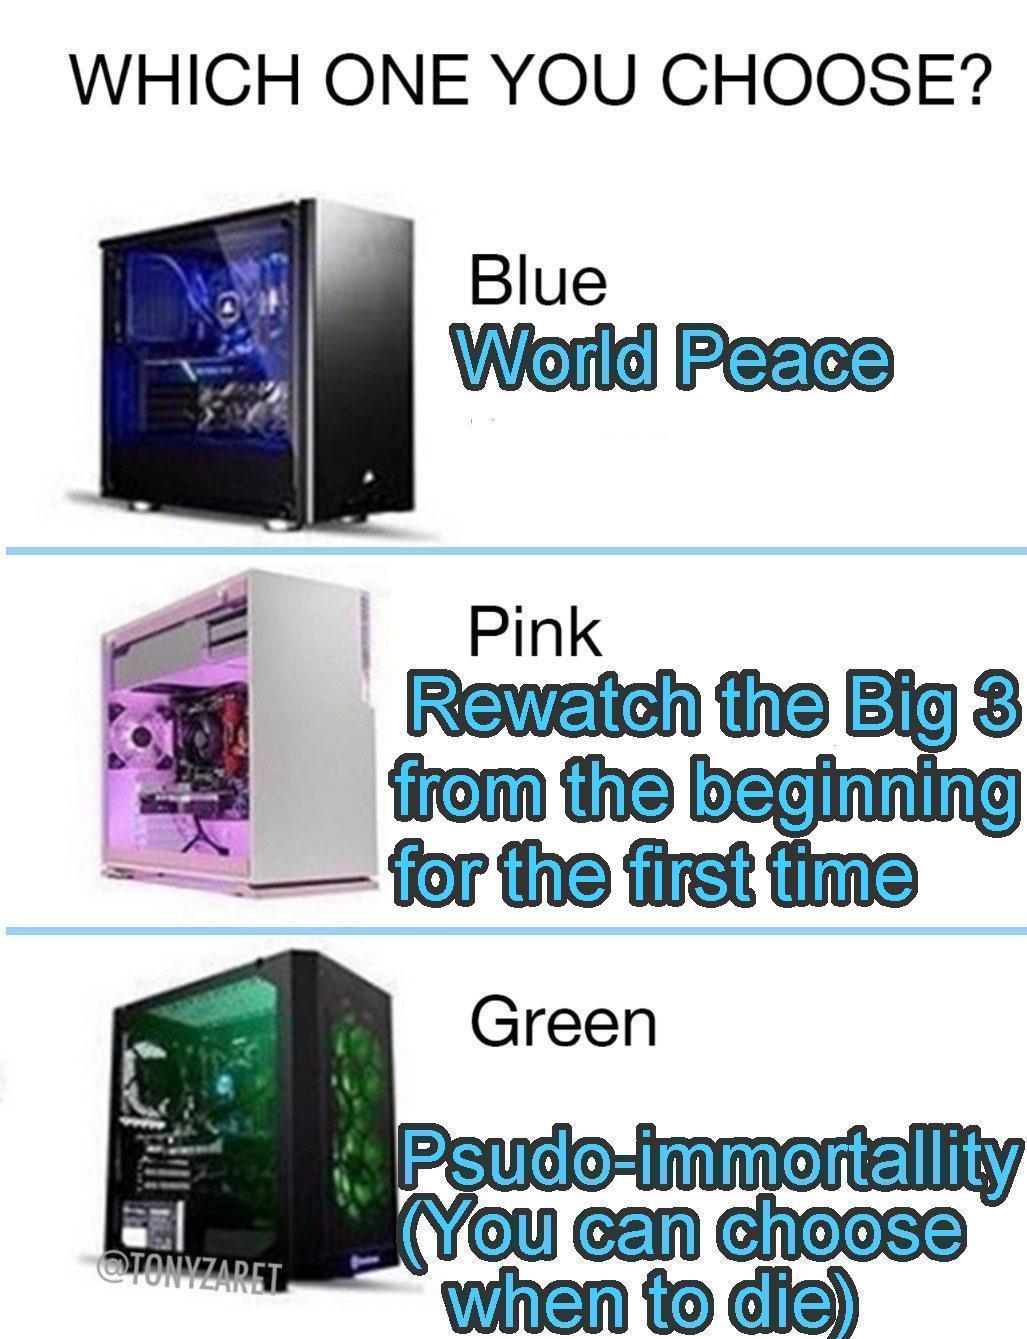 WHICH ONE YOU CHOOSE?
Blue
World Peace
Pink
Rewatch the Big 3
from the beginning
for the first time
Green
Psudo-immortallity
(You can choose
when to die)
@TONYZARET